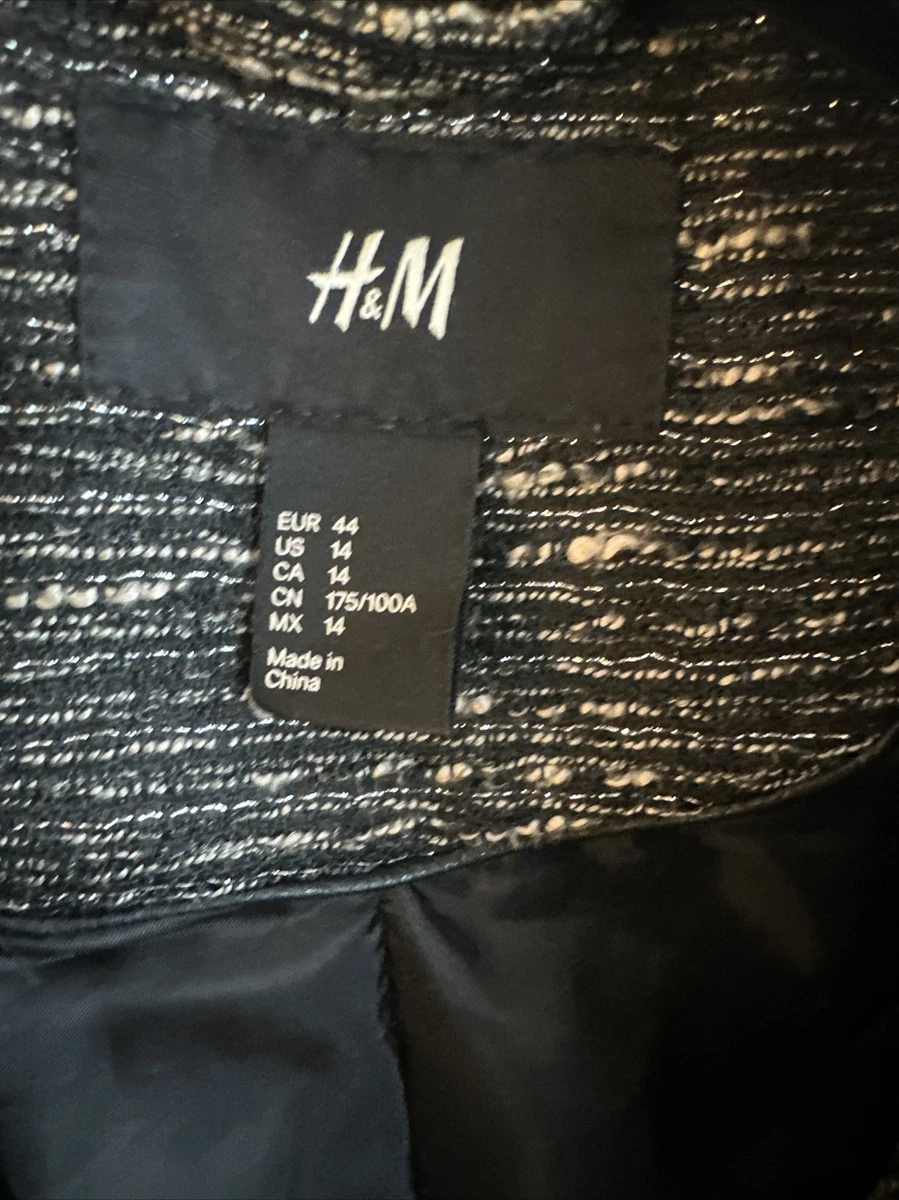 H&M
EUR 44
US 14
CA 14
CN 175/100A
MX 14
Made in
China